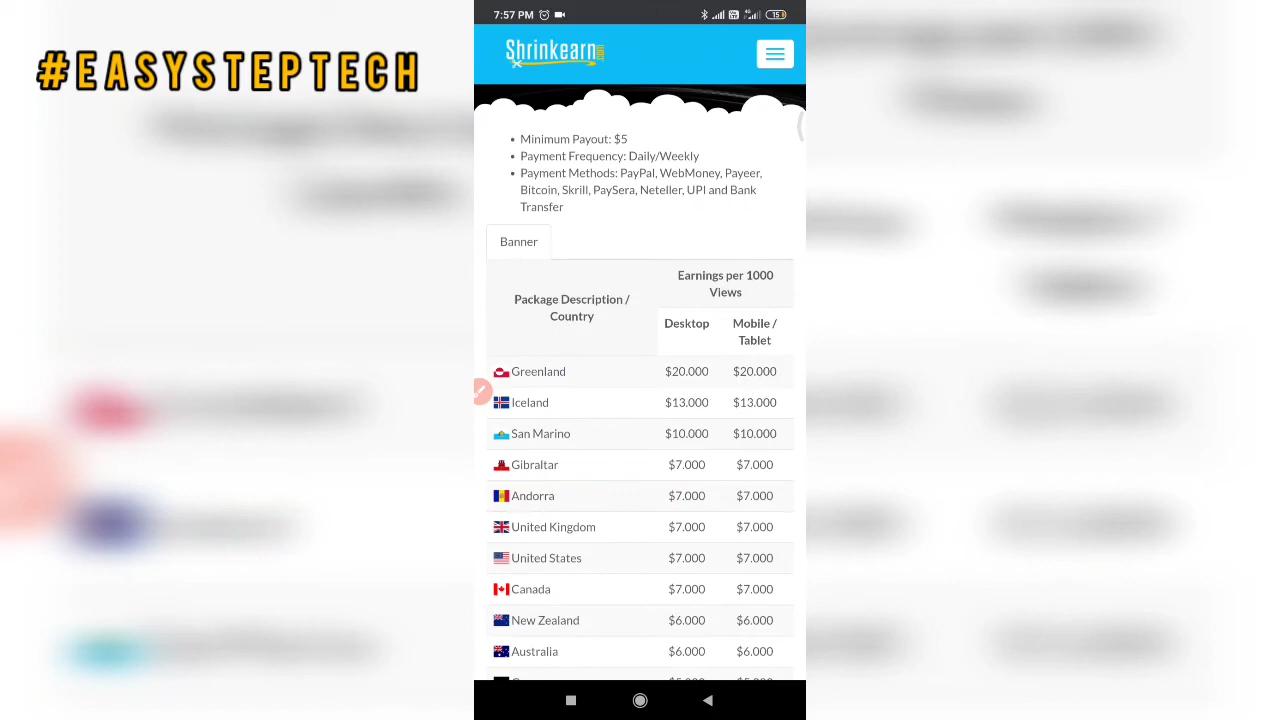 #EASYSTEPTECH
7:57 PM
4G
15
Shrinkearn
Minimum Payout: $5
Payment Frequency: Daily/Weekly
Payment Methods: PayPal, WebMoney, Payeer,
Bitcoin, Skrill, PaySera, Neteller, UPI and Bank
Transfer
Banner
Package Description /
Country
Earnings per 1000
Views
Desktop
Mobile /
Tablet
Greenland $20.000 $20.000
Iceland $13.000 $13.000
San Marino $10.000 $10.000
Gibraltar $7.000 $7.000
Andorra $7.000 $7.000
United Kingdom $7.000 $7.000
United States $7.000 $7.000
Canada $7.000 $7.000
New Zealand $6.000 $6.000
Australia $6.000 $6.000